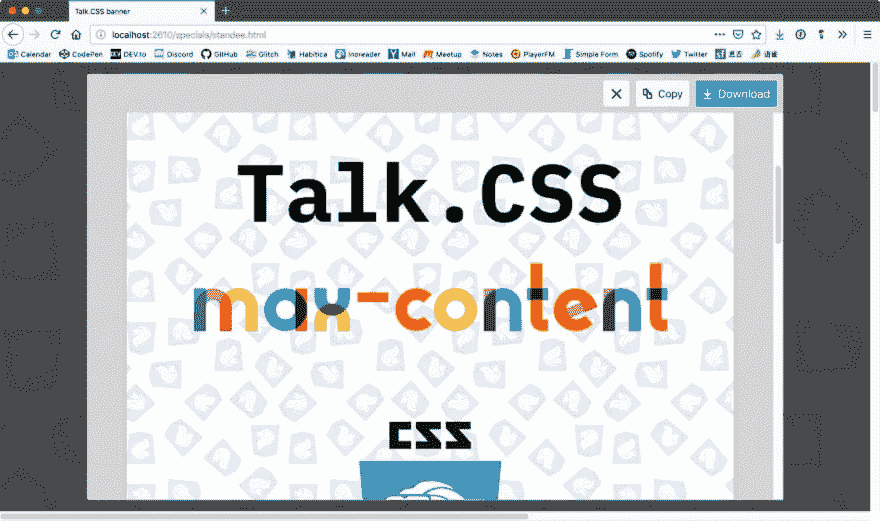 Talk.CSS banner
localhost:2610/specials/standee.html
Calendar CodePen DEV.to Discord GitHub Glitch Habitica Inoreader Mail Meetup Notes PlayerFM Simple Form Spotify Twitter
Copy Download
Talk.CSS
max-content
CSS